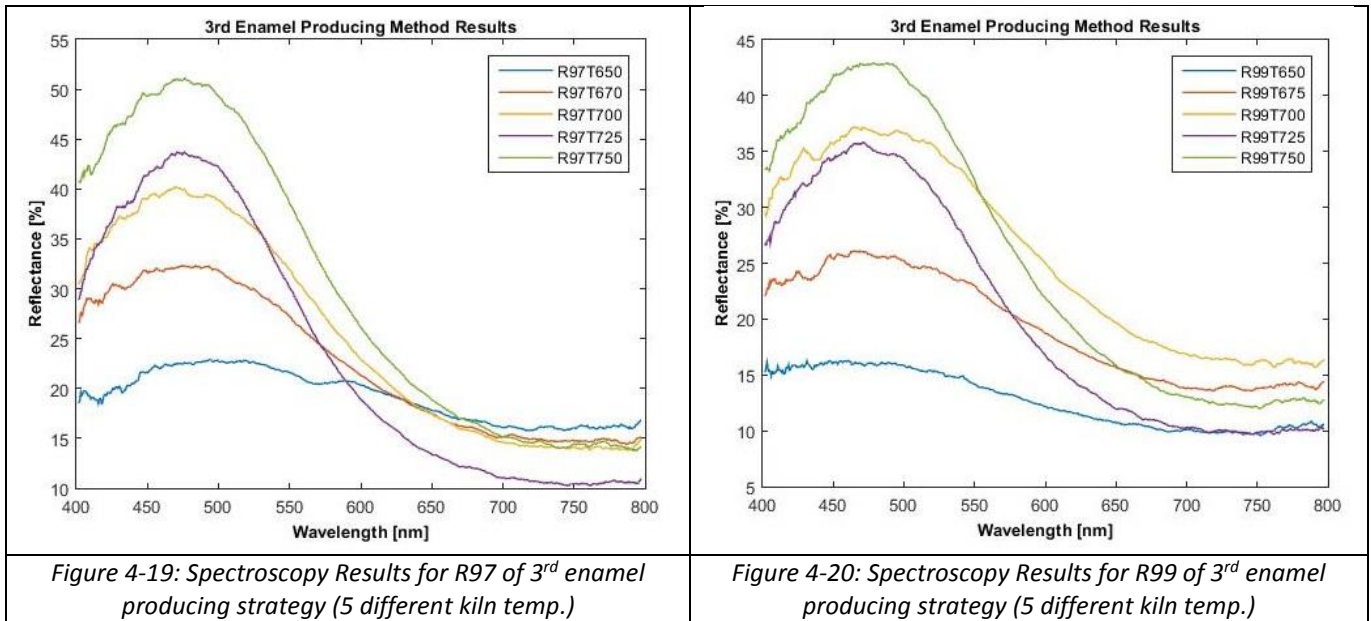 3rd Enamel Producing Method Results
55
50
45
40
35
30
25
20
15
10
Reflectance [%]
R97T650
R97T670
R97T700
R97T725
R97T750
400 450 500 550 600 650 700 750 800
Wavelength [nm]
Figure 4-19: Spectroscopy Results for R97 of 3rd enamel
producing strategy (5 different kiln temp.)
3rd Enamel Producing Method Results
45
40
35
30
25
20
15
10
5
Reflectance [%]
R99T650
R99T675
R99T700
R99T725
R99T750
400 450 500 550 600 650 700 750 800
Wavelength [nm]
Figure 4-20: Spectroscopy Results for R99 of 3rd enamel
producing strategy (5 different kiln temp.)